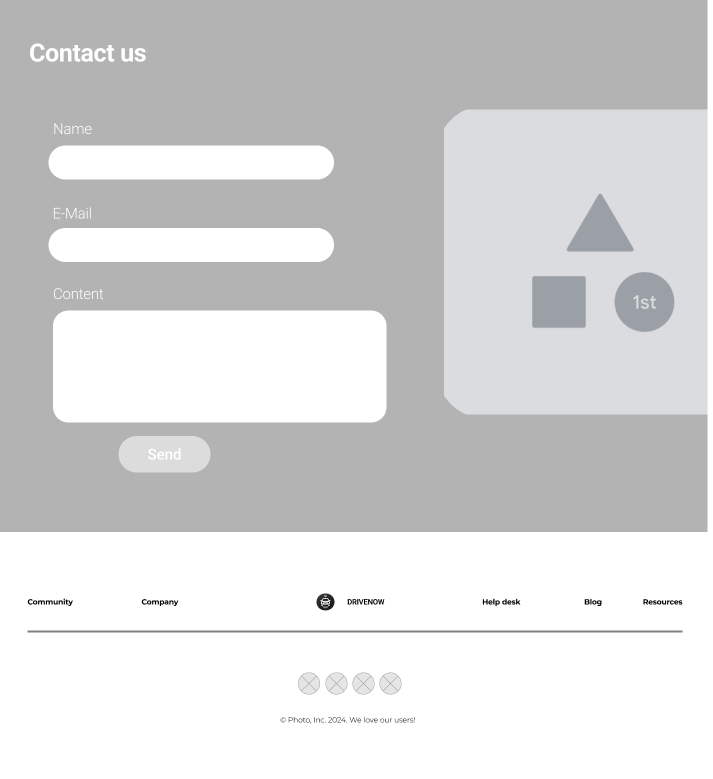 Contact us
Name
E-Mail
Content
1st
Send
Community Company DRIVENOW Help desk Blog Resources
© Photo, Inc. 2024. We love our users!